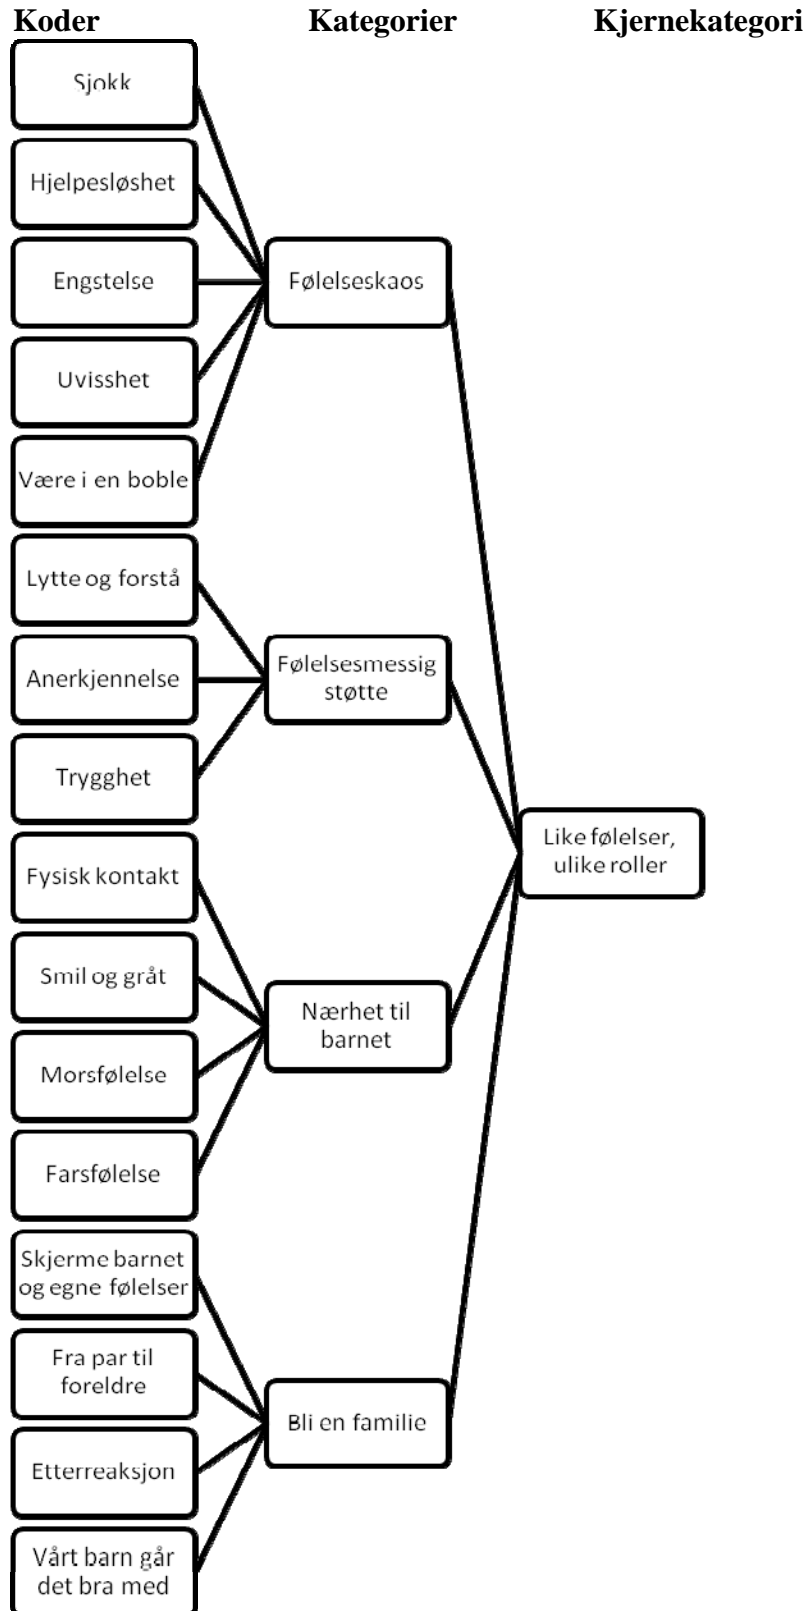 Koder Kategorier Kjernekategori
Sjokk
Hjelpesløshet
Engstelse
Uvisshet
Være i en boble
Følelseskaos
Lytte og forstå
Anerkjennelse
Trygghet
Følelsesmessig
støtte
Fysisk kontakt
Smil og gråt
Morsfølelse
Farsfølelse
Nærhet til
barnet
Skjerme barnet
og egne følelser
Fra par til
foreldre
Etterreaksjon
Vårt barn går
det bra med
Bli en familie
Like følelser,
ulike roller